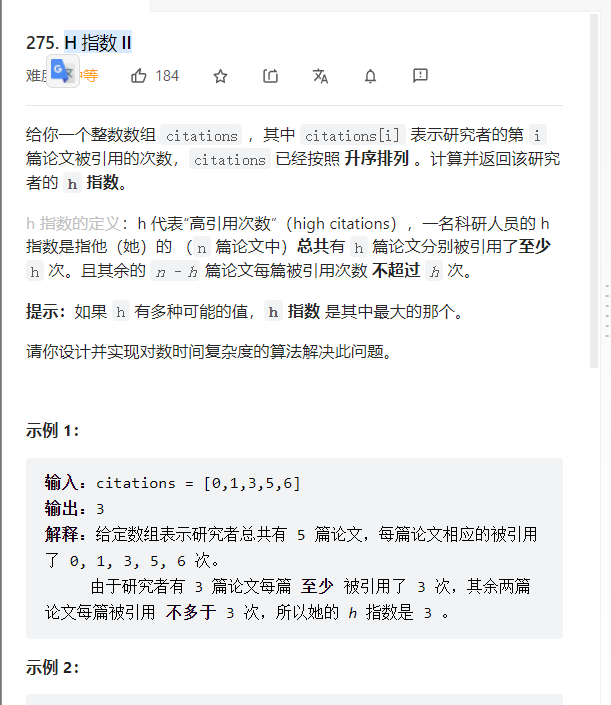 275. H 指数 II
难度 中等 184
给你一个整数数组 citations ，其中 citations[i] 表示研究者的第 i
篇论文被引用的次数，citations 已经按照 升序排列 。计算并返回该研究
者的 h 指数。
h 指数的定义：h 代表“高引用次数”（high citations），一名科研人员的 h
指数是指他（她）的 （n 篇论文中）总共有 h 篇论文分别被引用了至少
h 次。且其余的 n - h 篇论文每篇被引用次数 不超过 h 次。
提示：如果 h 有多种可能的值，h 指数 是其中最大的那个。
请你设计并实现对数时间复杂度的算法解决此问题。
示例 1：
输入：citations = [0,1,3,5,6]
输出：3
解释：给定数组表示研究者总共有 5 篇论文，每篇论文相应的被引用
了 0, 1, 3, 5, 6 次。
由于研究者有 3 篇论文每篇 至少 被引用了 3 次，其余两篇
论文每篇被引用 不多于 3 次，所以她的 h 指数是 3 。
示例 2：